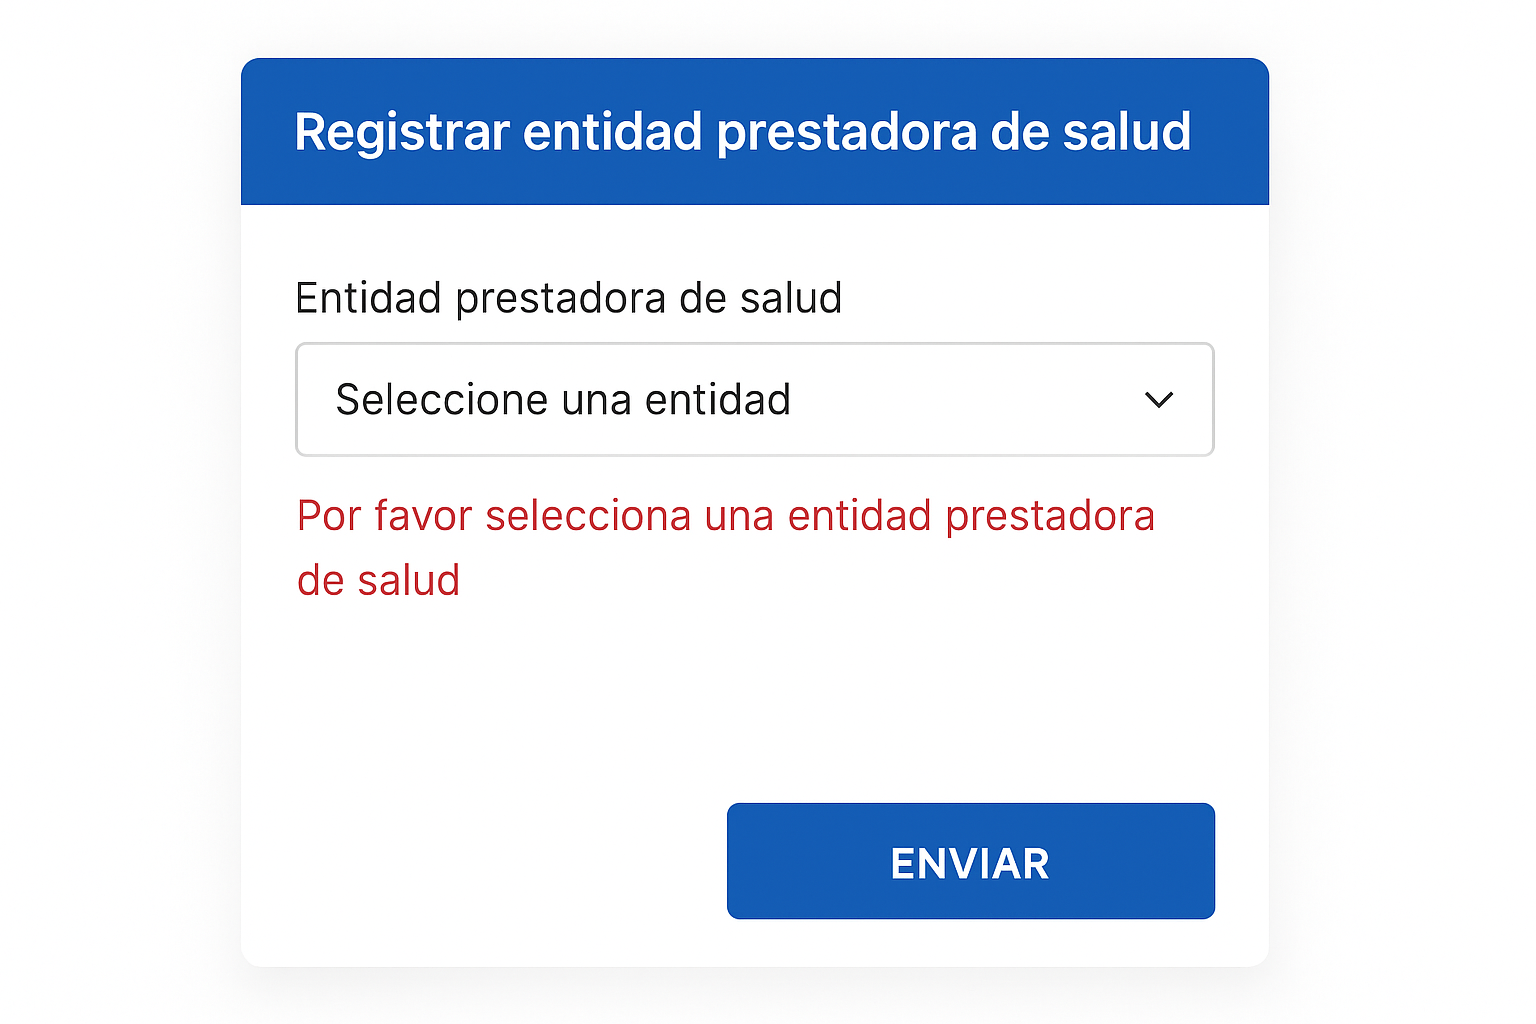 Registrar entidad prestadora de salud
Entidad prestadora de salud
Seleccione una entidad
Por favor selecciona una entidad prestadora
de salud
ENVIAR